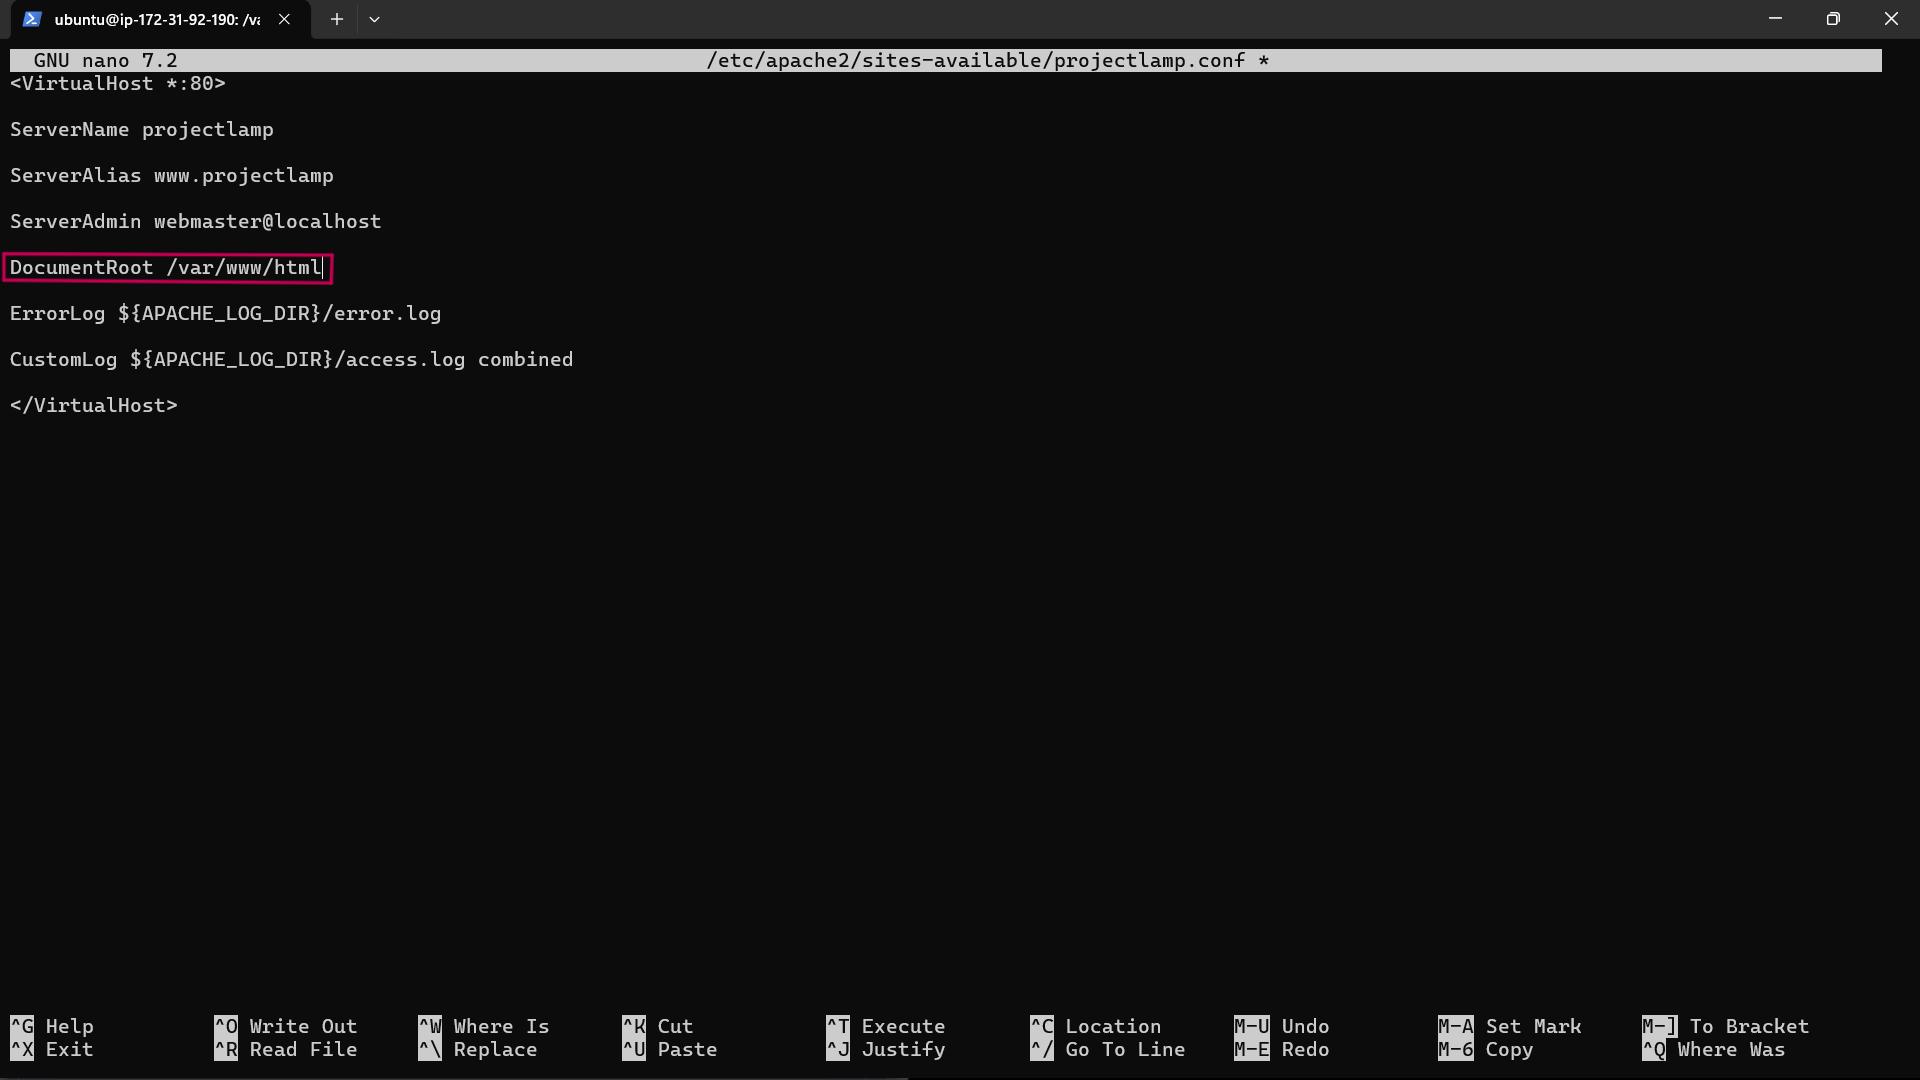 ubuntu@ip-172-31-92-190: /va
GNU nano 7.2 /etc/apache2/sites-available/projectlamp.conf *
<VirtualHost *:80>
ServerName projectlamp
ServerAlias www.projectlamp
ServerAdmin webmaster@localhost
DocumentRoot /var/www/html
ErrorLog ${APACHE_LOG_DIR}/error.log
CustomLog ${APACHE_LOG_DIR}/access.log combined
</VirtualHost>
^G Help ^O Write Out ^W Where Is ^K Cut ^T Execute ^C Location M-U Undo M-A Set Mark M-] To Bracket
^X Exit ^R Read File ^\ Replace ^U Paste ^J Justify ^/ Go To Line M-E Redo M-6 Copy ^Q Where Was